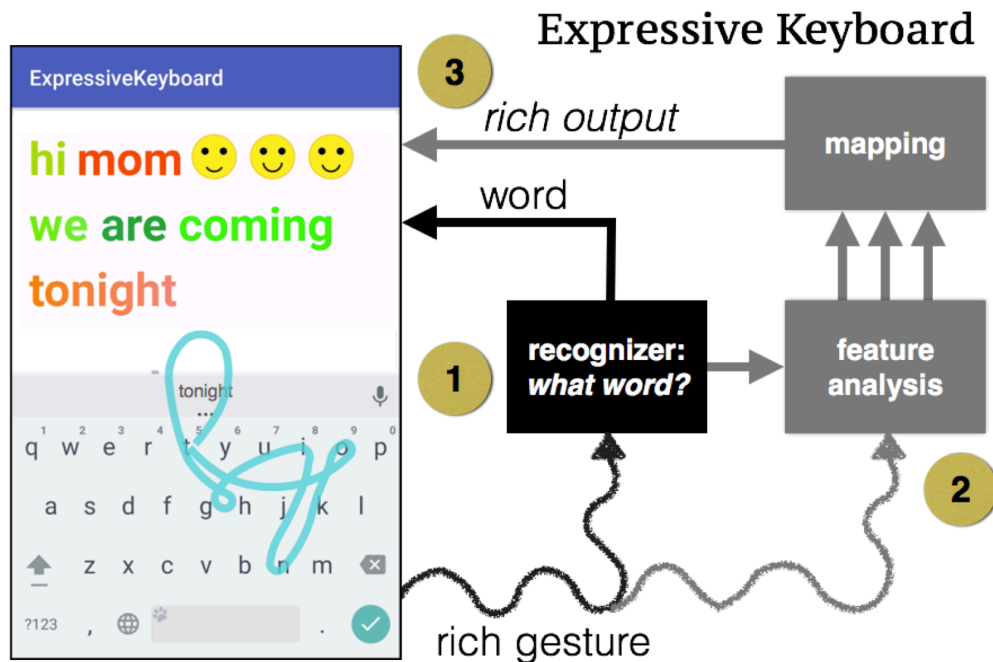 Expressive Keyboard
ExpressiveKeyboard
3
rich output
mapping
hi mom
word
we are coming
tonight
1
recognizer:
what word?
feature
analysis
2
tonight
...
1 2 3 4 5 6 7 8 9 0
q w e r t y u i o p
a s d f g h j k l
z x c v b n m
?123 , .
rich gesture